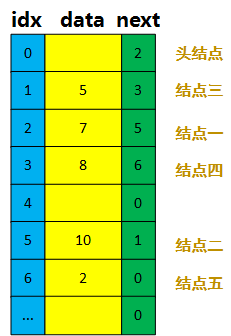 idx data next
0 2 头结点
1 5 3 结点三
2 7 5 结点一
3 8 6 结点四
4 0
5 10 1 结点二
6 2 0 结点五
... 0